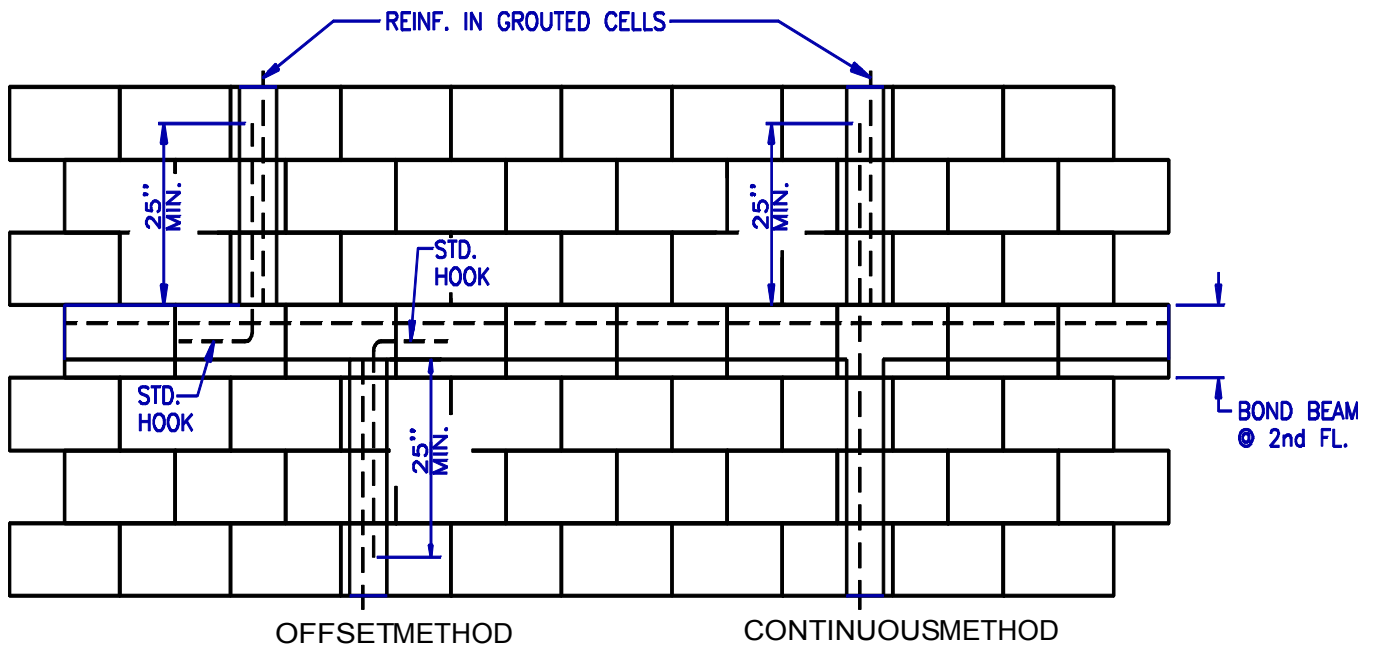 REINF. IN GROUTED CELLS
25"
MIN.
25"
MIN.
STD.
HOOK
STD.
HOOK
25"
MIN.
BOND BEAM
@ 2nd FL.
OFFSETMETHOD
CONTINUOUSMETHOD